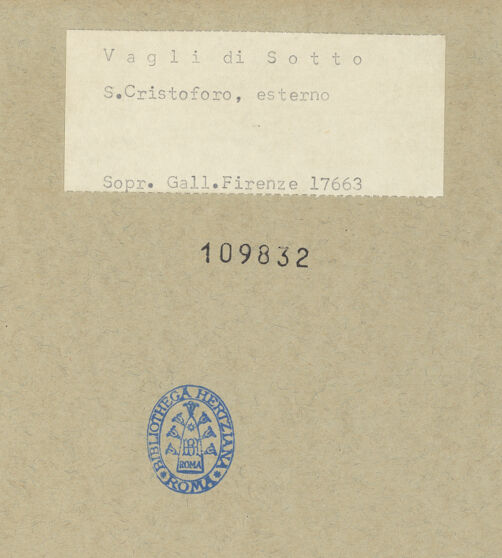 Vagli di Sotto
S.Cristoforo, esterno
Sopr. Gall.Firenze 17663
109832
BIBLIOTHECA HERTZIANA
ROMA
ROMA